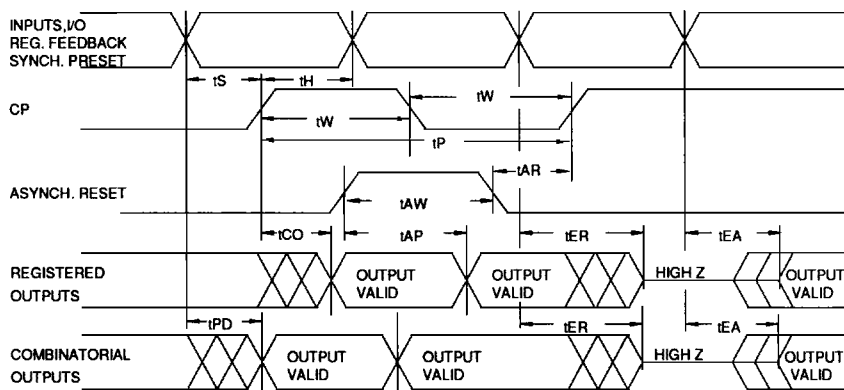 INPUTS,I/O
REG. FEEDBACK
SYNCH. PRESET
tS
tH
CP
tW
tW
tP
tAR
ASYNCH. RESET
tAW
tCO
tAP
tER
tEA
REGISTERED
OUTPUTS
OUTPUT
VALID
OUTPUT
VALID
HIGH Z
OUTPUT
VALID
tPD
tER
tEA
COMBINATORIAL
OUTPUTS
OUTPUT
VALID
OUTPUT
VALID
HIGH Z
OUTPUT
VALID